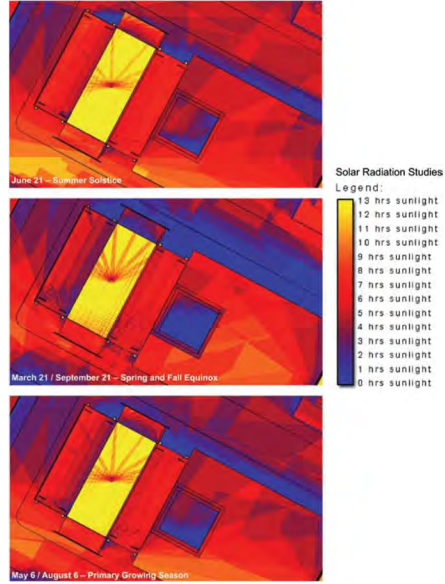 June 21 – Summer Solstice
Solar Radiation Studies
Legend:
13 hrs sunlight
12 hrs sunlight
11 hrs sunlight
10 hrs sunlight
9 hrs sunlight
8 hrs sunlight
7 hrs sunlight
6 hrs sunlight
5 hrs sunlight
4 hrs sunlight
3 hrs sunlight
2 hrs sunlight
1 hrs sunlight
0 hrs sunlight
March 21 / September 21 – Spring and Fall Equinox
May 6 / August 6 – Primary Growing Season